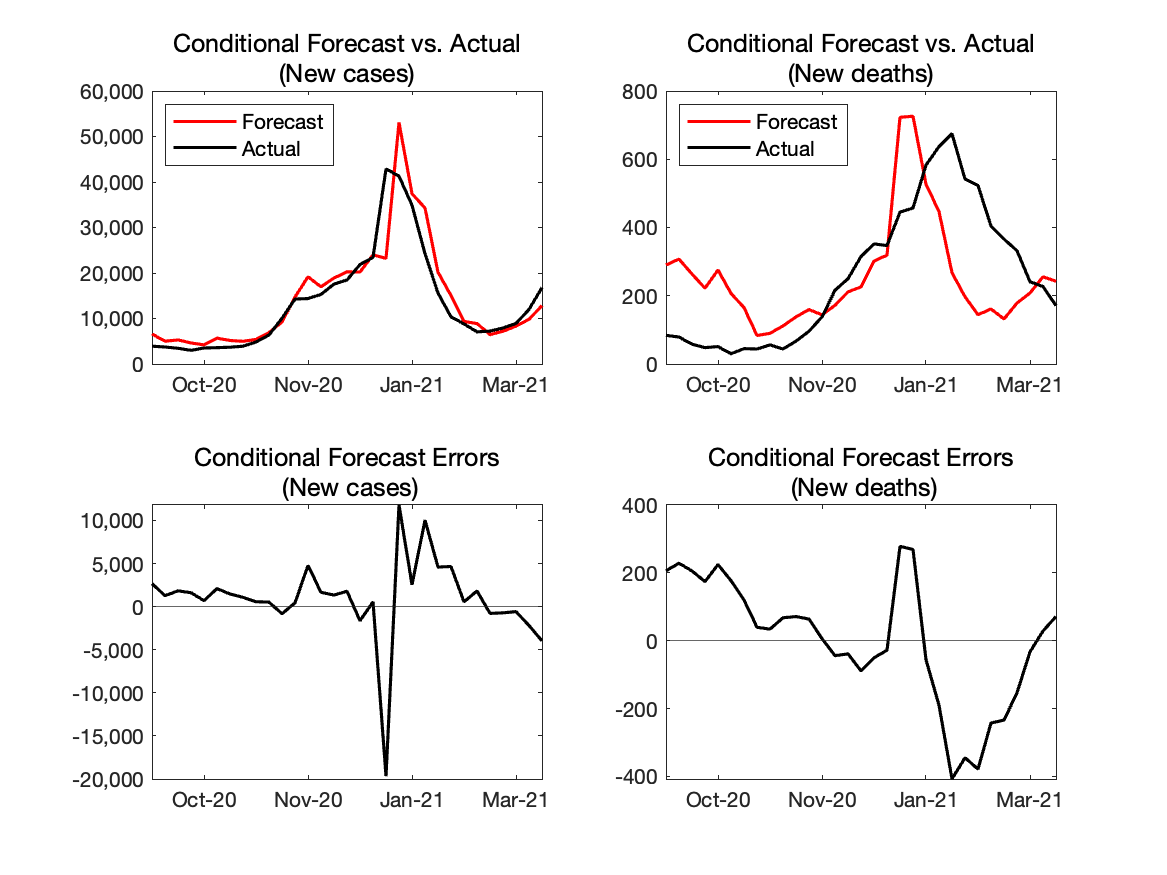 Conditional Forecast vs. Actual
(New cases)
60,000
50,000
40,000
30,000
20,000
10,000
0
Forecast
Actual
Oct-20
Nov-20
Jan-21
Mar-21
Conditional Forecast vs. Actual
(New deaths)
800
600
400
200
0
Forecast
Actual
Oct-20
Nov-20
Jan-21
Mar-21
Conditional Forecast Errors
(New cases)
10,000
5,000
0
-5,000
-10,000
-15,000
-20,000
Oct-20
Nov-20
Jan-21
Mar-21
Conditional Forecast Errors
(New deaths)
400
200
0
-200
-400
Oct-20
Nov-20
Jan-21
Mar-21